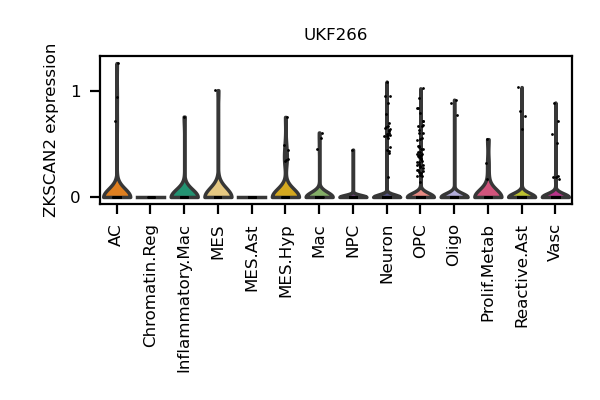 UKF266
ZKSCAN2 expression
1
0
AC
Chromatin.Reg
Inflammatory.Mac
MES
MES.Ast
MES.Hyp
Mac
NPC
Neuron
OPC
Oligo
Prolif.Metab
Reactive.Ast
Vasc